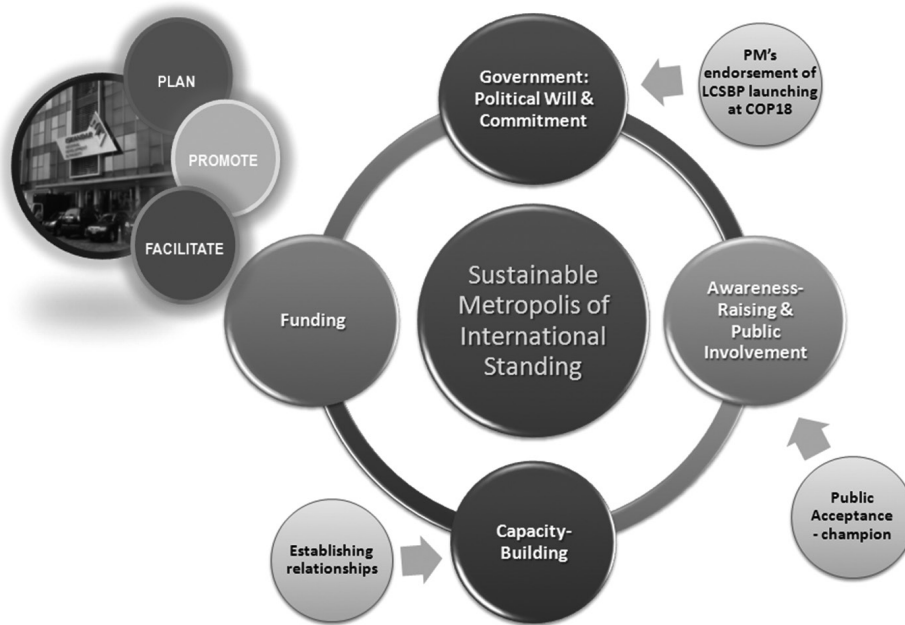 PLAN
PROMOTE
FACILITATE
Government:
Political Will &
Commitment
PM's
endorsement of
LCSBP launching
at COP18
Sustainable
Metropolis of
International
Standing
Funding
Awareness-
Raising &
Public
Involvement
Capacity-
Building
Establishing
relationships
Public
Acceptance
- champion